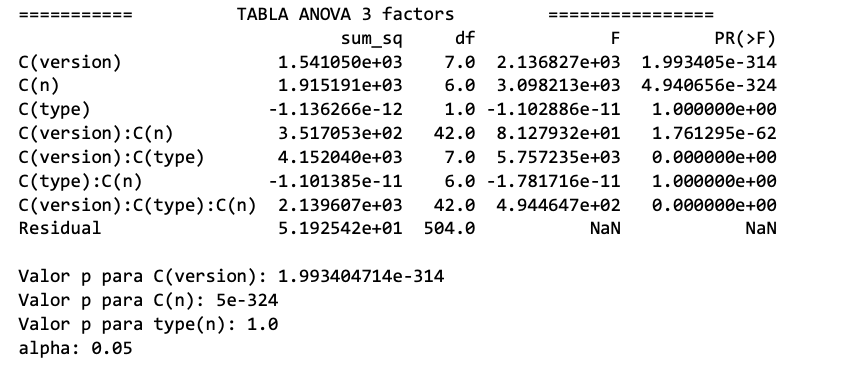 =========== TABLA ANOVA 3 factors ================
sum_sq df F PR(>F)
C(version) 1.541050e+03 7.0 2.136827e+03 1.993405e-314
C(n) 1.915191e+03 6.0 3.098213e+03 4.940656e-324
C(type) -1.136266e-12 1.0 -1.102886e-11 1.000000e+00
C(version):C(n) 3.517053e+02 42.0 8.127932e+01 1.761295e-62
C(version):C(type) 4.152040e+03 7.0 5.757235e+03 0.000000e+00
C(type):C(n) -1.101385e-11 6.0 -1.781716e-11 1.000000e+00
C(version):C(type):C(n) 2.139607e+03 42.0 4.944647e+02 0.000000e+00
Residual 5.192542e+01 504.0 NaN NaN
Valor p para C(version): 1.993404714e-314
Valor p para C(n): 5e-324
Valor p para type(n): 1.0
alpha: 0.05